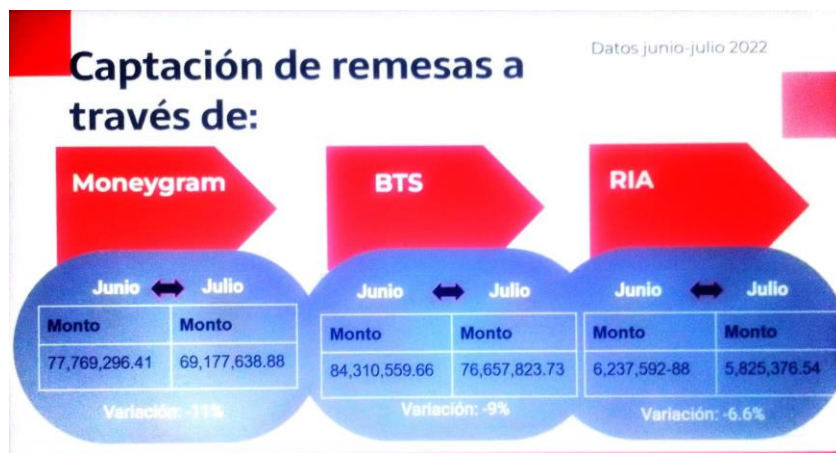 Captación de remesas a
través de:
Datos junio-julio 2022
Moneygram
Junio Julio
Monto Monto
77,769,296.41 69,177,638.88
Variación: -11%
BTS
Junio Julio
Monto Monto
84,310,559.66 76,657,823.73
Variación: -9%
RIA
Junio Julio
Monto Monto
6,237,592-88 5,825,376.54
Variación: -6.6%